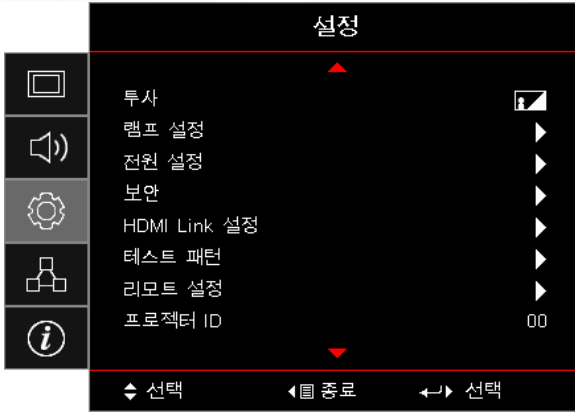 설정
투사
램프 설정
전원 설정
보안
HDMI Link 설정
테스트 패턴
리모트 설정
프로젝터 ID 00
선택 종료 선택